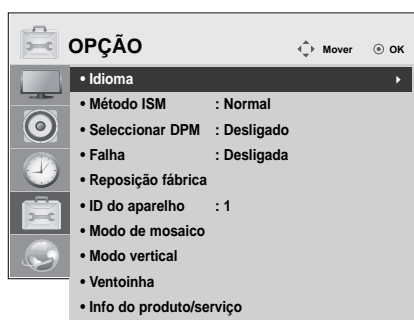 OPÇÃO Mover OK
• Idioma
• Método ISM : Normal
• Seleccionar DPM : Desligado
• Falha : Desligada
• Reposição fábrica
• ID do aparelho : 1
• Modo de mosaico
• Modo vertical
• Ventoinha
• Info do produto/serviço